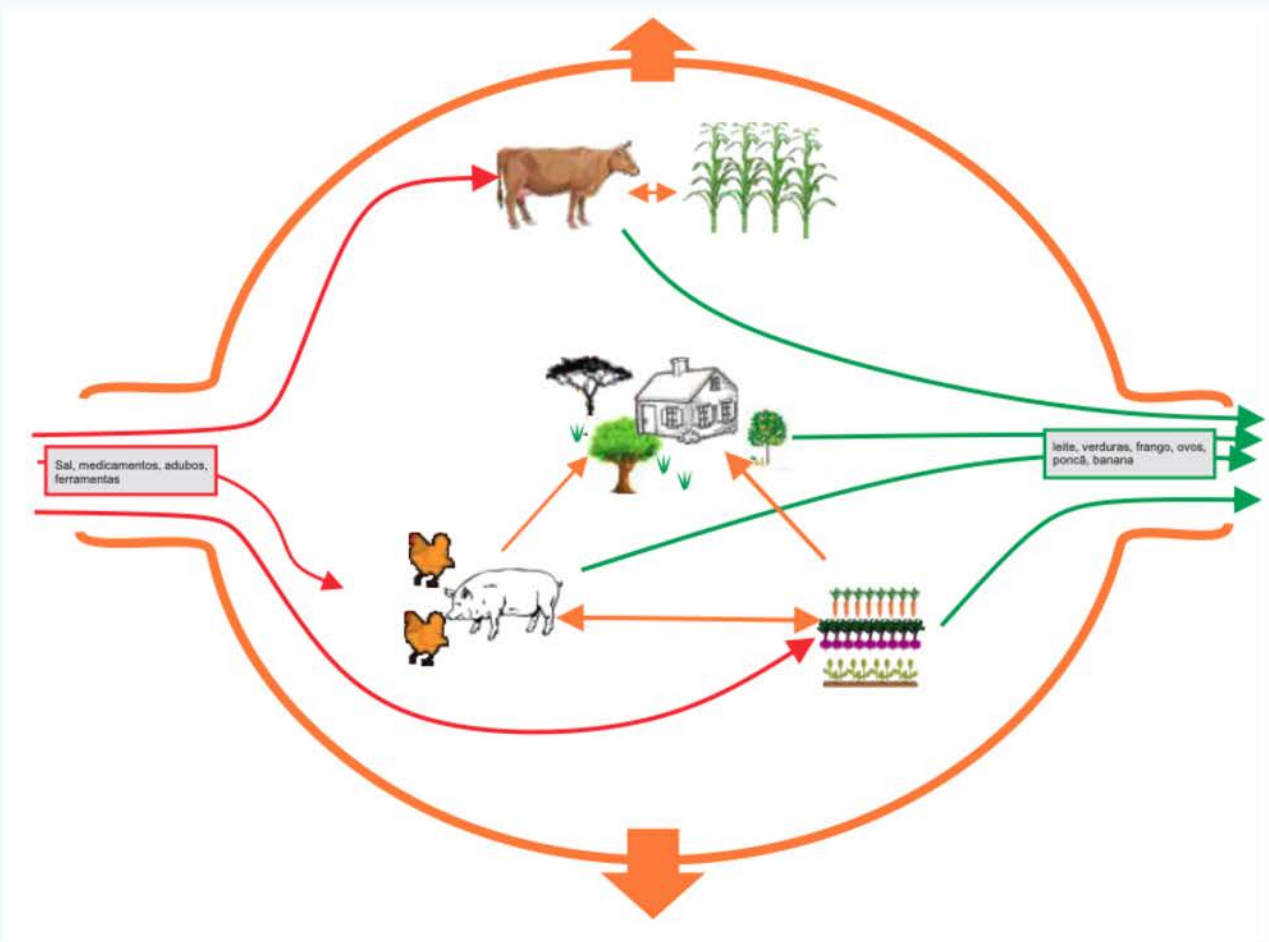 Sal, medicamentos, adubos,
ferramentas
leite, verduras, frango, ovos,
poncã, banana